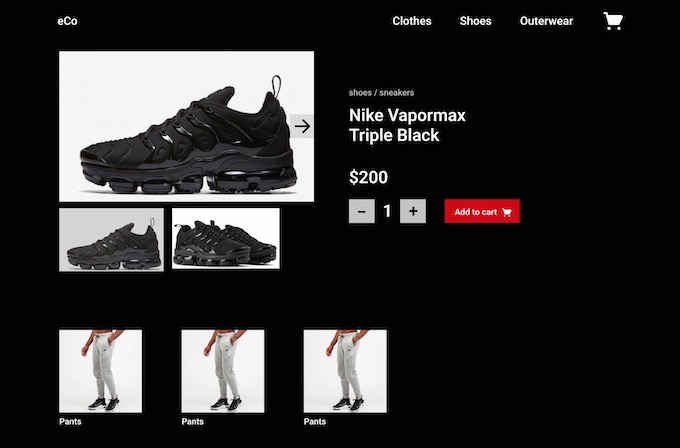 eCo
Clothes
Shoes
Outerwear
shoes / sneakers
Nike Vapormax
Triple Black
$200
− 1 +
Add to cart
Pants
Pants
Pants